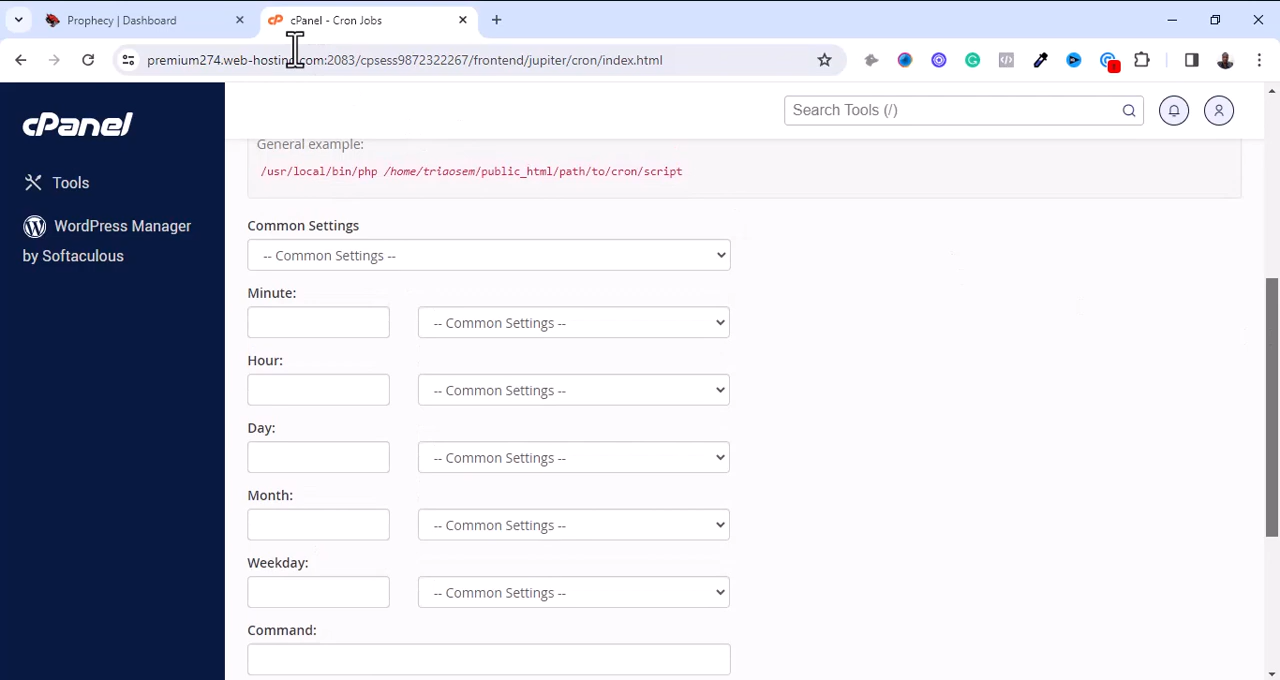 Prophecy | Dashboard
cPanel - Cron Jobs
premium274.web-hosting.com:2083/cpsess9872322267/frontend/jupiter/cron/index.html
cPanel
Search Tools (/)
Tools
WordPress Manager
by Softaculous
General example:
/usr/local/bin/php /home/triaosem/public_html/path/to/cron/script
Common Settings
-- Common Settings --
Minute:
-- Common Settings --
Hour:
-- Common Settings --
Day:
-- Common Settings --
Month:
-- Common Settings --
Weekday:
-- Common Settings --
Command: